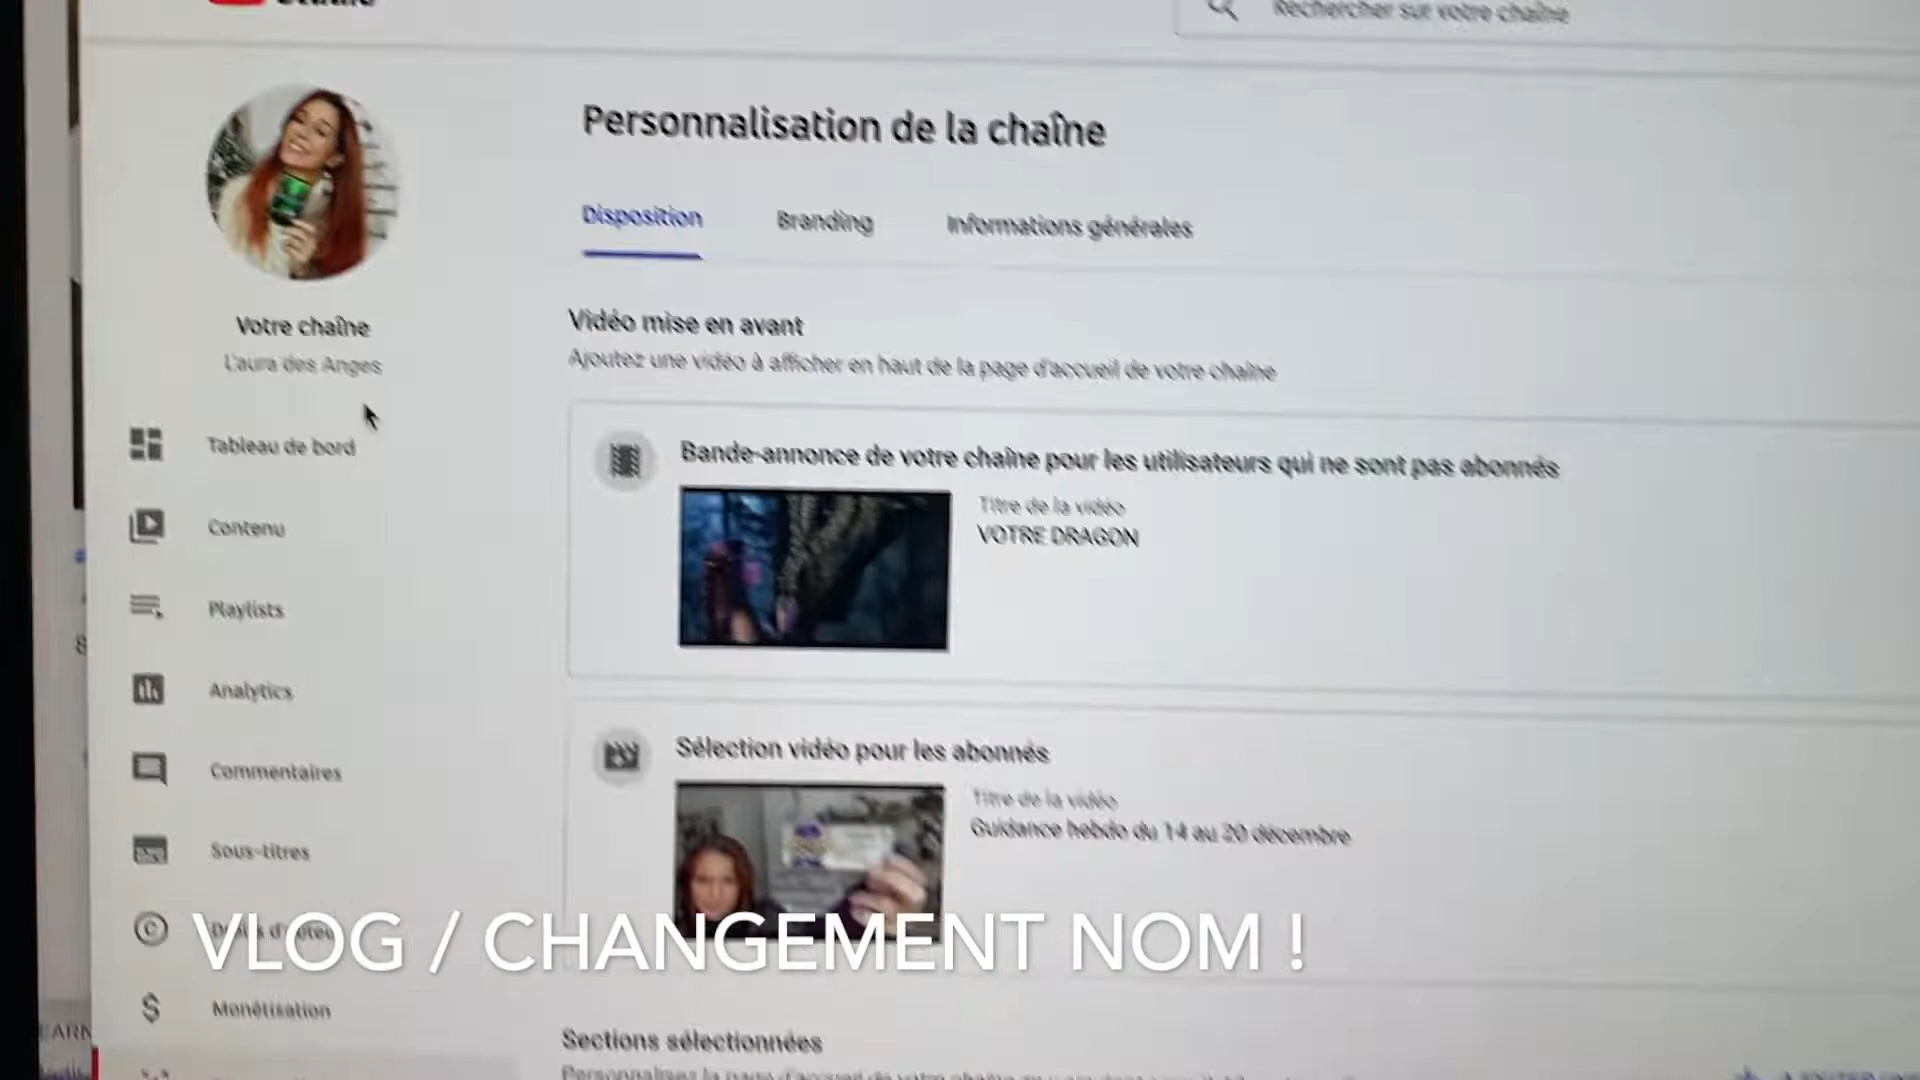 Studio
Rechercher sur votre chaîne
Personnalisation de la chaîne
Disposition
Branding
Informations générales
Votre chaîne
L'aura des Anges
Vidéo mise en avant
Ajoutez une vidéo à afficher en haut de la page d'accueil de votre chaîne
Tableau de bord
Bande-annonce de votre chaîne pour les utilisateurs qui ne sont pas abonnés
Titre de la vidéo
VOTRE DRAGON
Contenu
Playlists
Analytics
Commentaires
Sélection vidéo pour les abonnés
Titre de la vidéo
Guidance hebdo du 14 au 20 décembre
Sous-titres
VLOG / CHANGEMENT NOM !
Monétisation
Sections sélectionnées